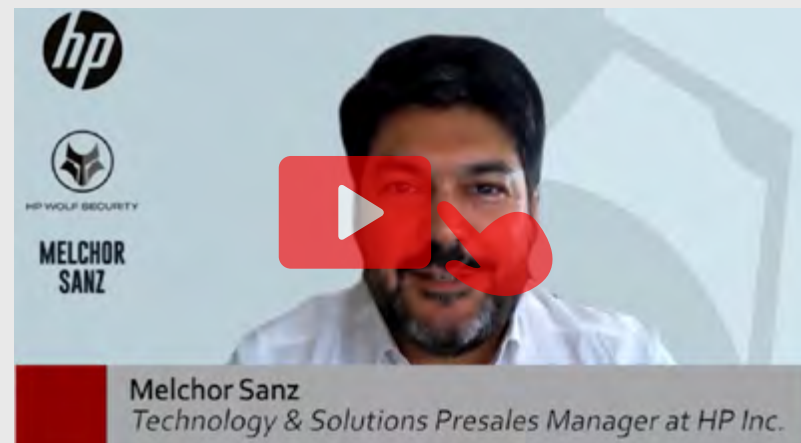 hp
HP WOLF SECURITY
MELCHOR
SANZ
Melchor Sanz
Technology & Solutions Presales Manager at HP Inc.